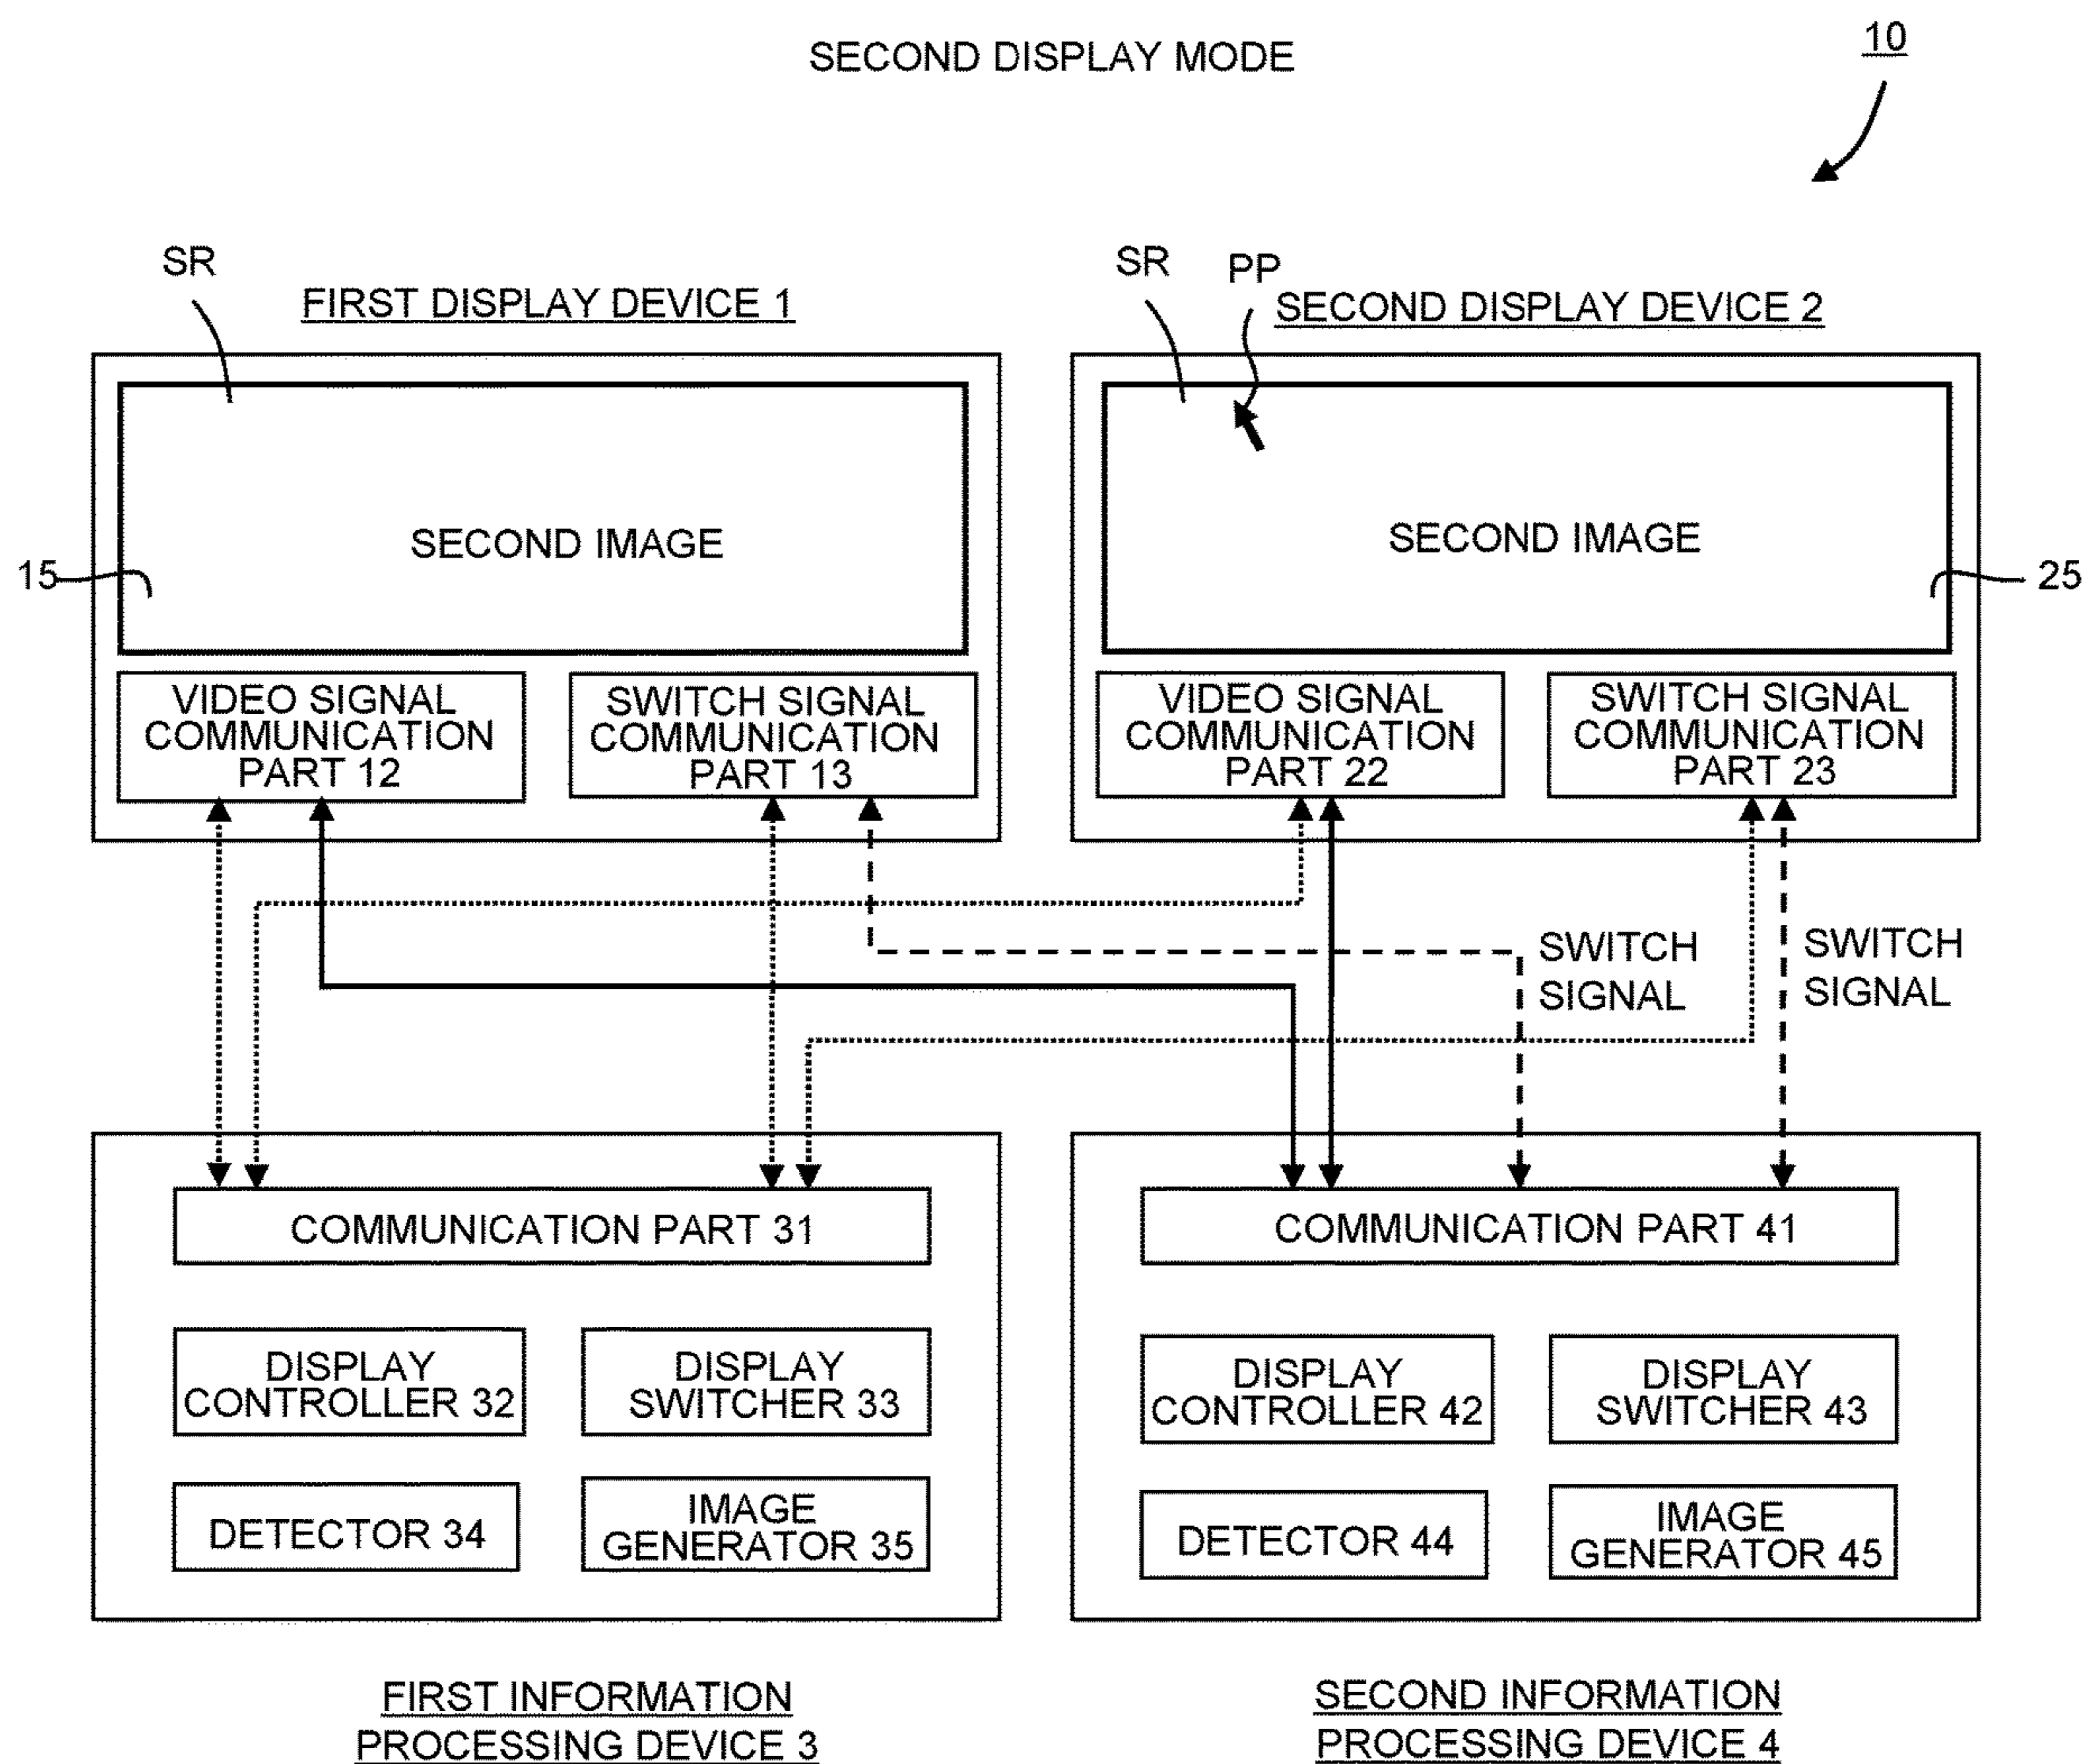 SECOND DISPLAY MODE
10
SR
FIRST DISPLAY DEVICE 1
SR
PP
SECOND DISPLAY DEVICE 2
SECOND IMAGE
15
SECOND IMAGE
25
VIDEO SIGNAL
COMMUNICATION
PART 12
SWITCH SIGNAL
COMMUNICATION
PART 13
VIDEO SIGNAL
COMMUNICATION
PART 22
SWITCH SIGNAL
COMMUNICATION
PART 23
SWITCH
SIGNAL
SWITCH
SIGNAL
COMMUNICATION PART 31
COMMUNICATION PART 41
DISPLAY
CONTROLLER 32
DISPLAY
SWITCHER 33
DISPLAY
CONTROLLER 42
DISPLAY
SWITCHER 43
DETECTOR 34
IMAGE
GENERATOR 35
DETECTOR 44
IMAGE
GENERATOR 45
FIRST INFORMATION
PROCESSING DEVICE 3
SECOND INFORMATION
PROCESSING DEVICE 4